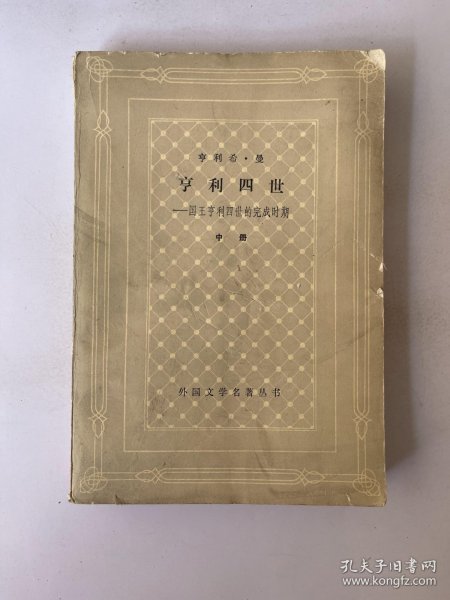 亨利希·曼
亨利四世
——国王亨利四世的完成时期
中册
外国文学名著丛书
孔夫子旧书网
www.kongfz.com